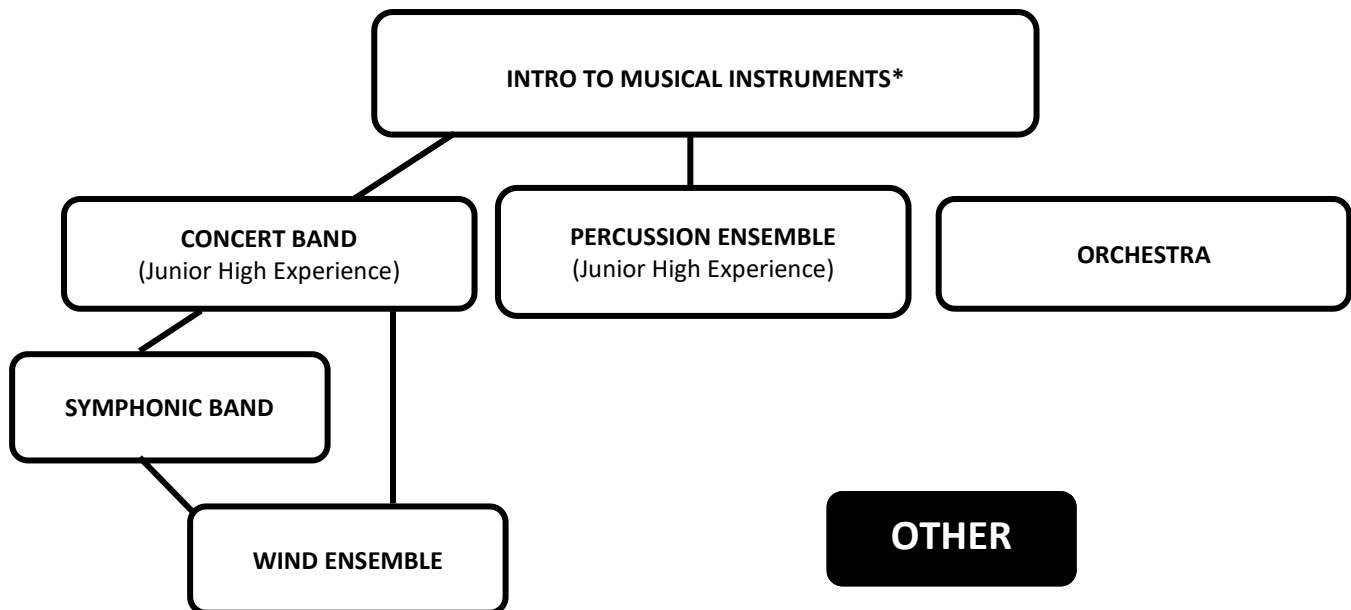 INTRO TO MUSICAL INSTRUMENTS*
CONCERT BAND
(Junior High Experience)
PERCUSSION ENSEMBLE
(Junior High Experience)
ORCHESTRA
SYMPHONIC BAND
WIND ENSEMBLE
OTHER